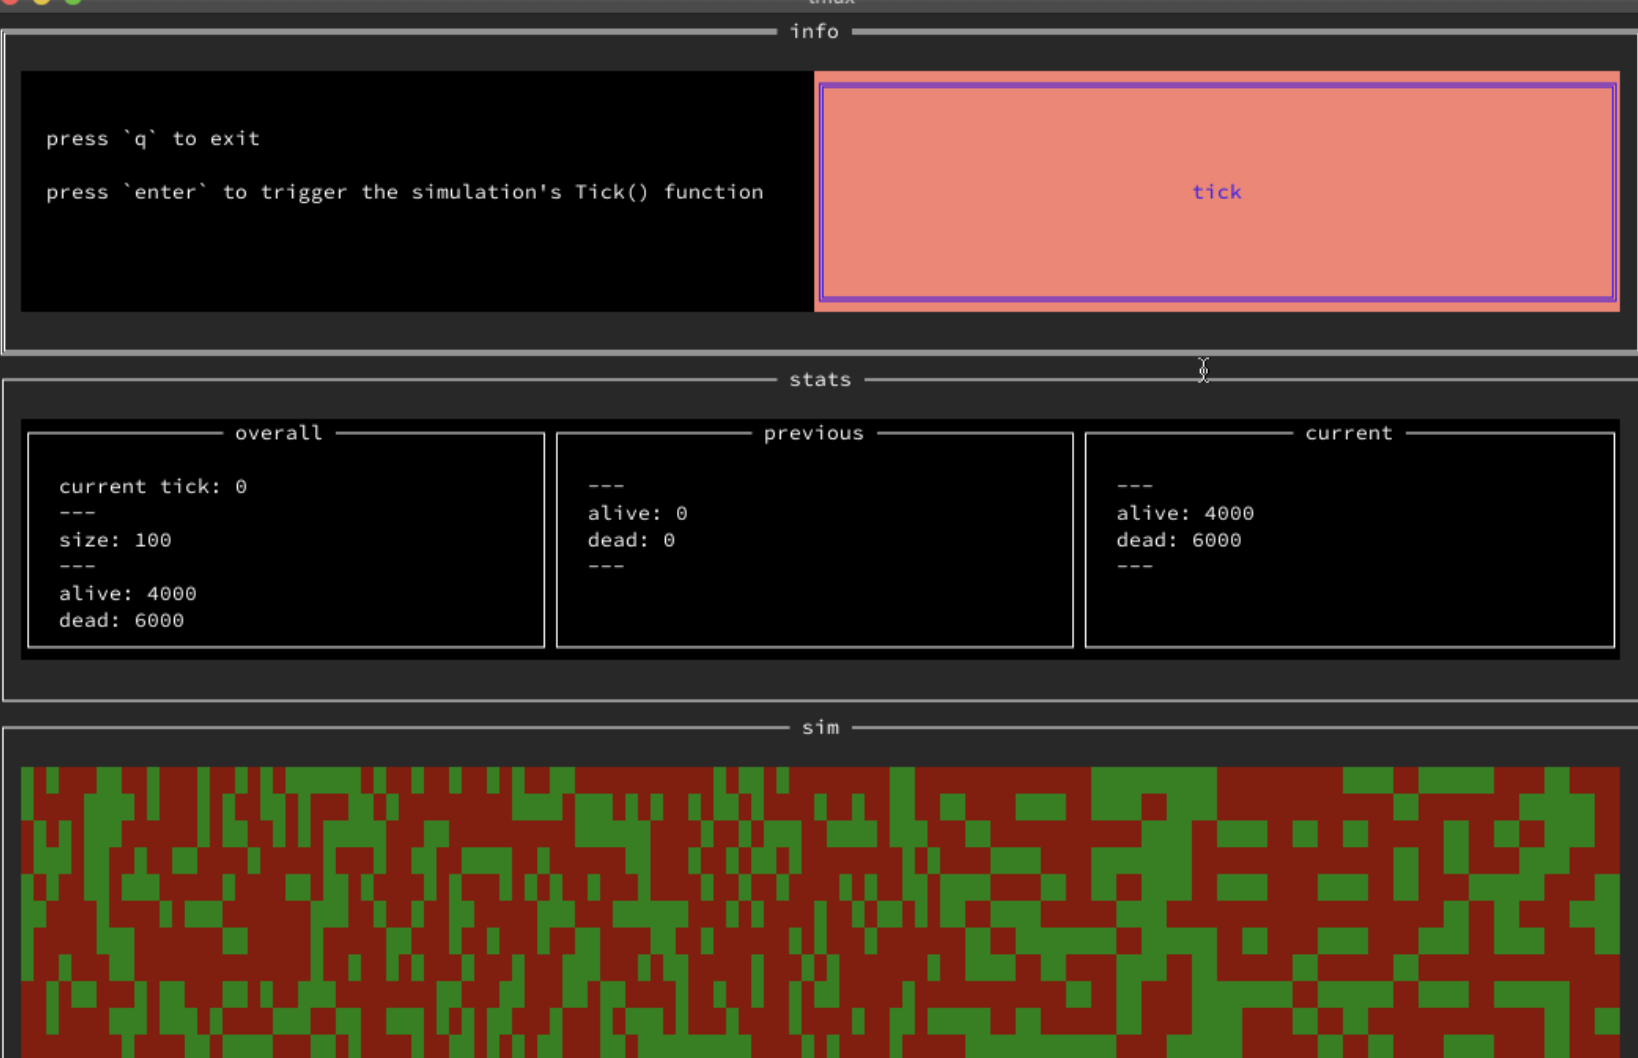 info
press `q` to exit
press `enter` to trigger the simulation's Tick() function
tick
stats
overall
current tick: 0
---
size: 100
---
alive: 4000
dead: 6000
previous
---
alive: 0
dead: 0
---
current
---
alive: 4000
dead: 6000
---
sim